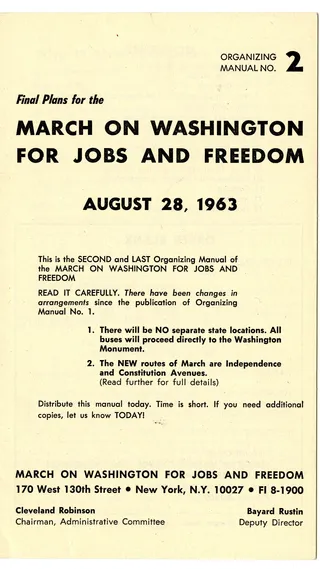 ORGANIZING
MANUAL NO. 2
Final Plans for the
MARCH ON WASHINGTON
FOR JOBS AND FREEDOM
AUGUST 28, 1963
This is the SECOND and LAST Organizing Manual of
the MARCH ON WASHINGTON FOR JOBS AND
FREEDOM
READ IT CAREFULLY. There have been changes in
arrangements since the publication of Organizing
Manual No. 1.
1. There will be NO separate state locations. All
buses will proceed directly to the Washington
Monument.
2. The NEW routes of March are Independence
and Constitution Avenues.
(Read further for full details)
Distribute this manual today. Time is short. If you need additional
copies, let us know TODAY!
MARCH ON WASHINGTON FOR JOBS AND FREEDOM
170 West 130th Street • New York, N.Y. 10027 • FI 8-1900
Cleveland Robinson Bayard Rustin
Chairman, Administrative Committee Deputy Director